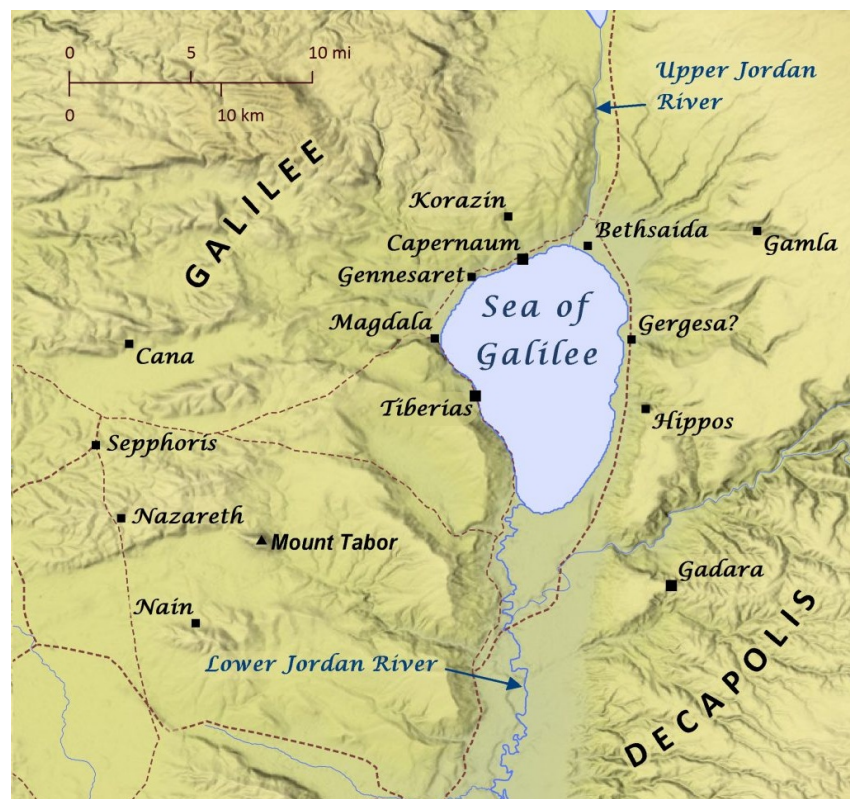 0 5 10 mi
0 10 km
Upper Jordan
River
GALILEE
Korazin
Capernaum
Bethsaida
Gamla
Gennesaret
Magdala
Sea of
Galilee
Gergesa?
Cana
Tiberias
Hippos
Sepphoris
Nazareth
Mount Tabor
Gadara
Nain
Lower Jordan River
DECAPOLIS